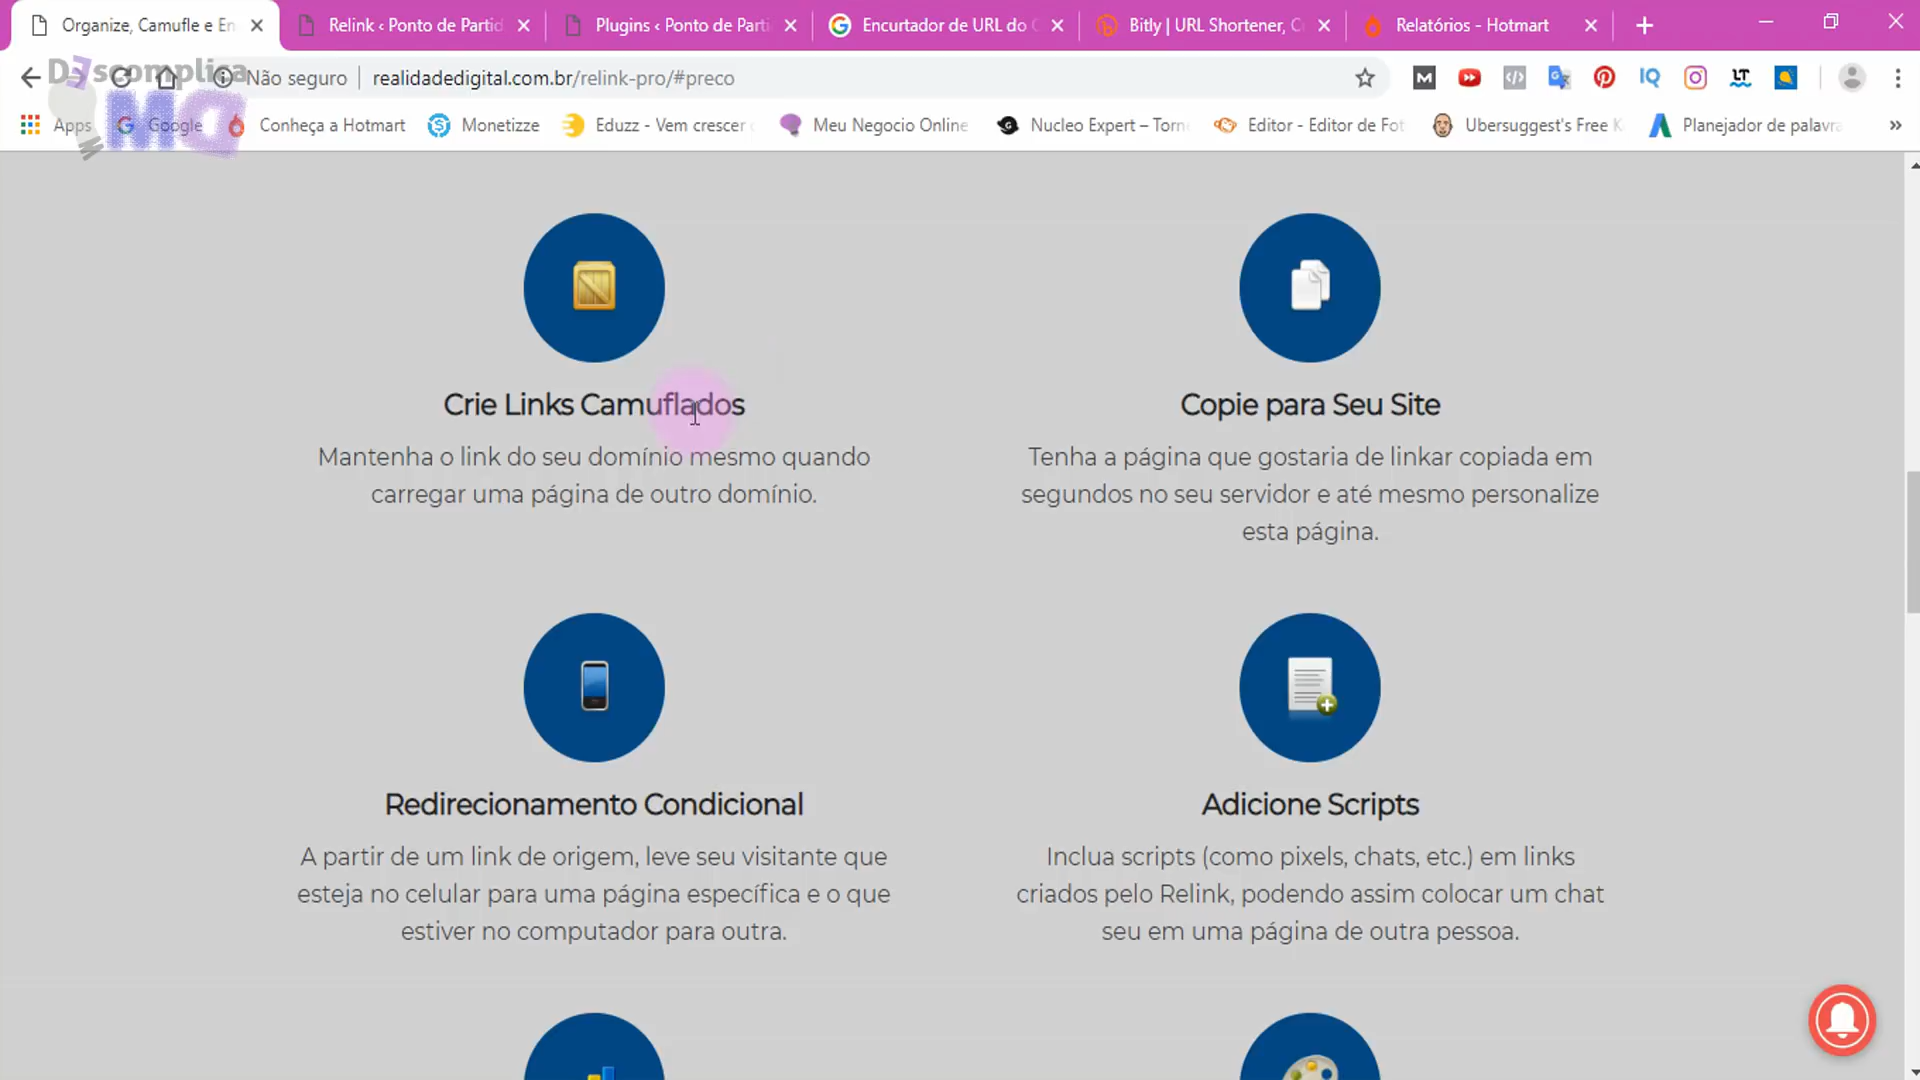 Organize, Camufle e En
Relink ‹ Ponto de Partid
Plugins ‹ Ponto de Parti
Encurtador de URL do G
Bitly | URL Shortener, C
Relatórios - Hotmart
Não seguro
realidadedigital.com.br/relink-pro/#preco
Descomplica
MD
Apps
Google
Conheça a Hotmart
Monetizze
Eduzz - Vem crescer
Meu Negocio Online
Nucleo Expert – Torn
Editor - Editor de Fot
Ubersuggest's Free K
Planejador de palavra
Crie Links Camuflados
Mantenha o link do seu domínio mesmo quando
carregar uma página de outro domínio.
Copie para Seu Site
Tenha a página que gostaria de linkar copiada em
segundos no seu servidor e até mesmo personalize
esta página.
Redirecionamento Condicional
A partir de um link de origem, leve seu visitante que
esteja no celular para uma página específica e o que
estiver no computador para outra.
Adicione Scripts
Inclua scripts (como pixels, chats, etc.) em links
criados pelo Relink, podendo assim colocar um chat
seu em uma página de outra pessoa.